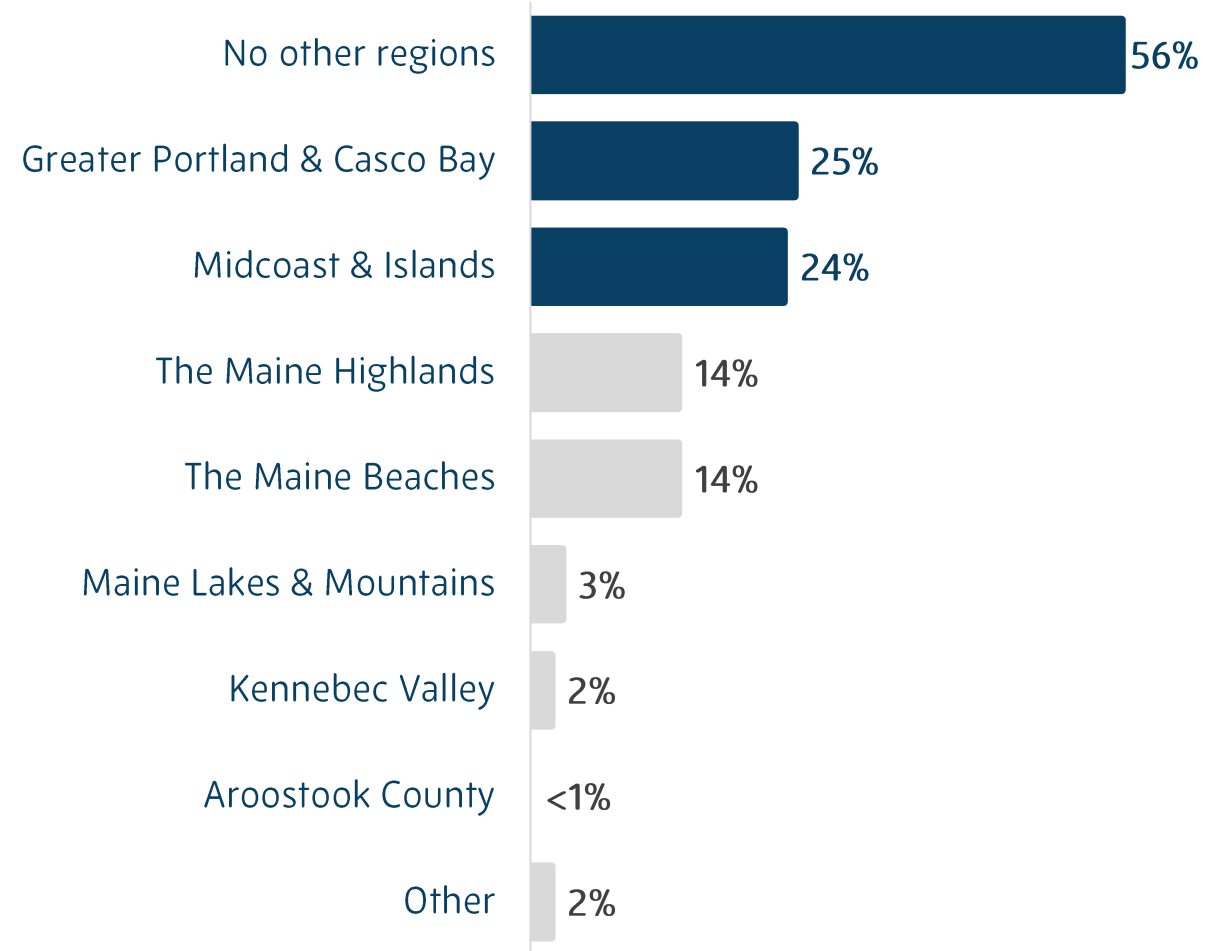 No other regions 56%
Greater Portland & Casco Bay 25%
Midcoast & Islands 24%
The Maine Highlands 14%
The Maine Beaches 14%
Maine Lakes & Mountains 3%
Kennebec Valley 2%
Aroostook County <1%
Other 2%